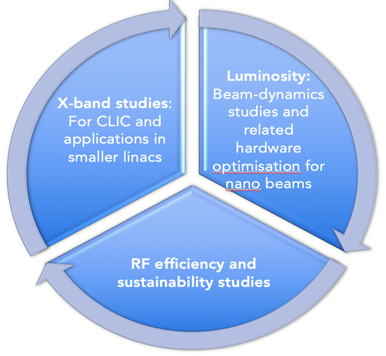 X-band studies:
For CLIC and
applications in
smaller linacs
Luminosity:
Beam-dynamics
studies and
related
hardware
optimisation for
nano beams
RF efficiency and
sustainability studies